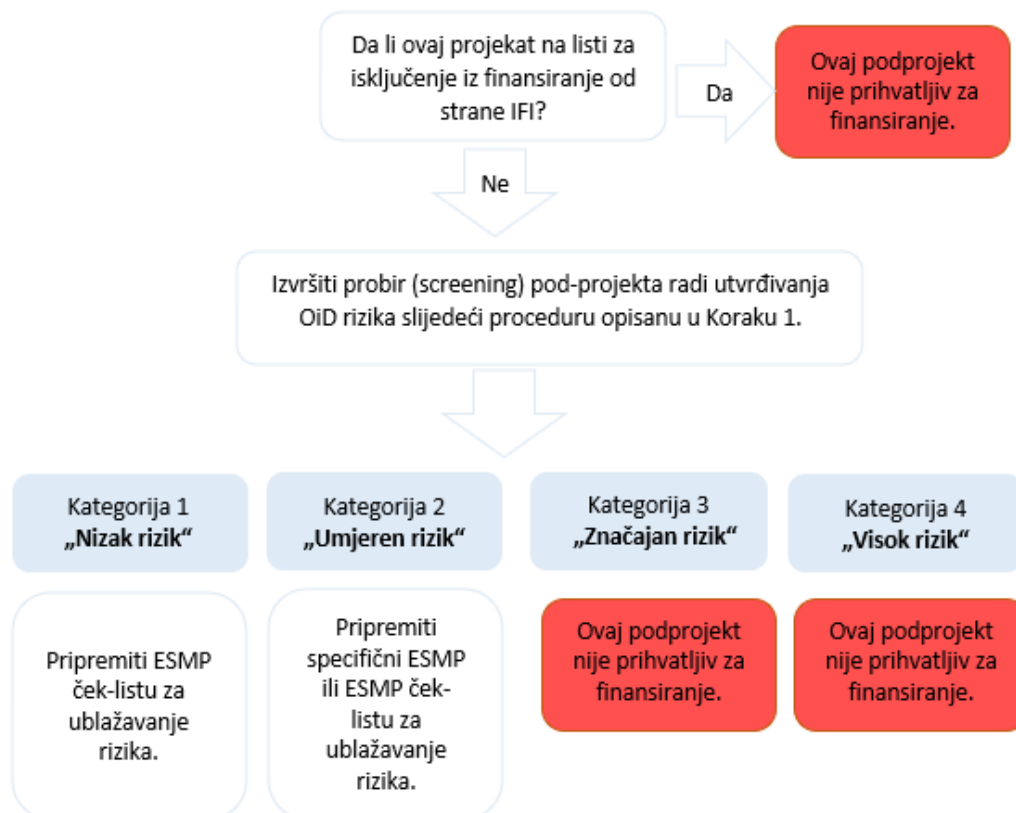 Da li ovaj projekat na listi za
isključenje iz finansiranje od
strane IFI?
Da
Ovaj podprojekt
nije prihvatljiv za
finansiranje.
Ne
Izvršiti probir (screening) pod-projekta radi utvrđivanja
OiD rizika slijedeći proceduru opisanu u Koraku 1.
Kategorija 1
„Nizak rizik“
Kategorija 2
„Umjeren rizik“
Kategorija 3
„Značajan rizik“
Kategorija 4
„Visok rizik“
Pripremiti ESMP
ček-listu za
ublažavanje
rizika.
Pripremiti
specifični ESMP
ili ESMP ček-
listu za
ublažavanje
rizika.
Ovaj podprojekt
nije prihvatljiv za
finansiranje.
Ovaj podprojekt
nije prihvatljiv za
finansiranje.